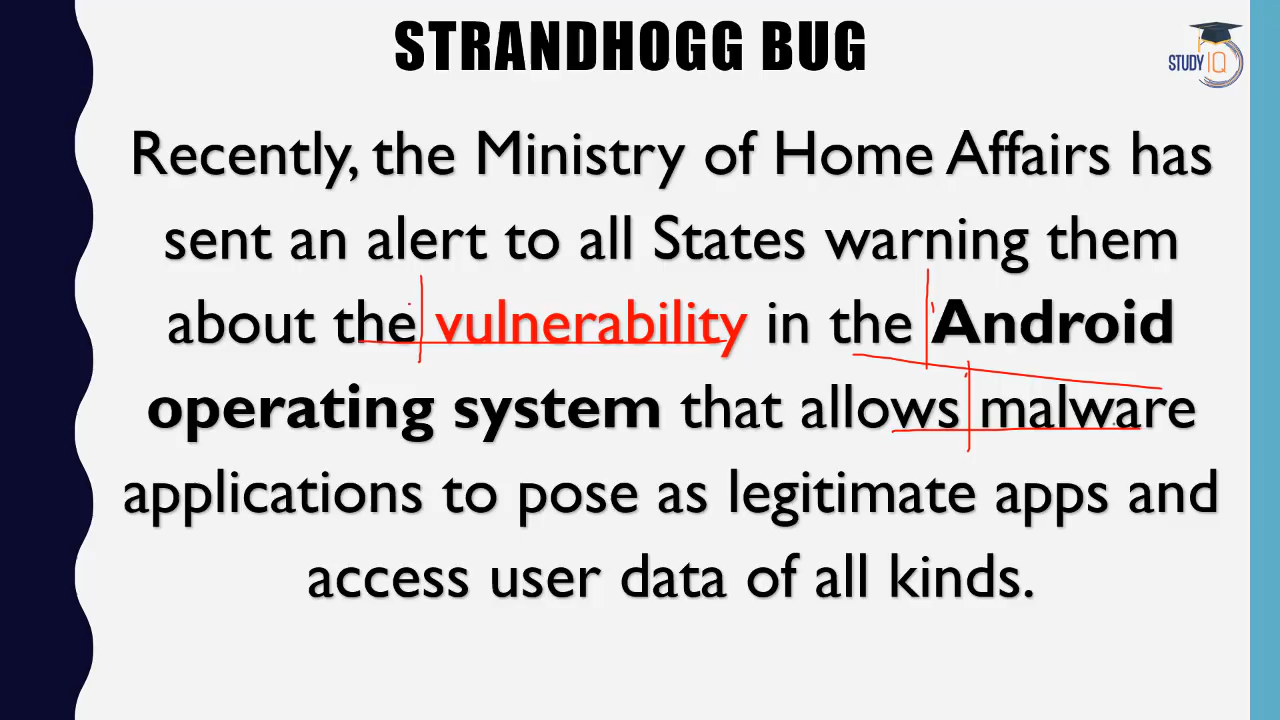 STRANDHOGG BUG
STUDY IQ
Recently, the Ministry of Home Affairs has
sent an alert to all States warning them
about the vulnerability in the Android
operating system that allows malware
applications to pose as legitimate apps and
access user data of all kinds.